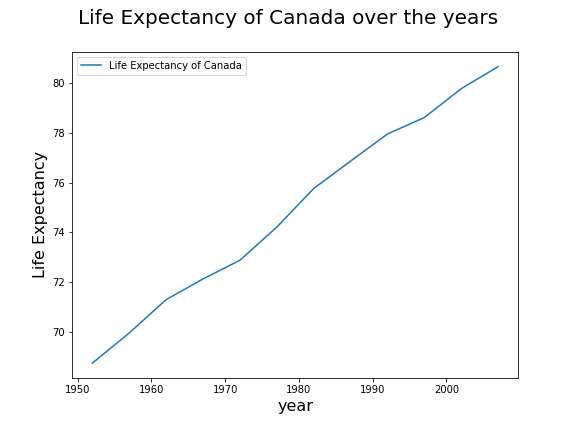 Life Expectancy of Canada over the years
Life Expectancy of Canada
80
78
76
74
72
70
Life Expectancy
1950 1960 1970 1980 1990 2000
year